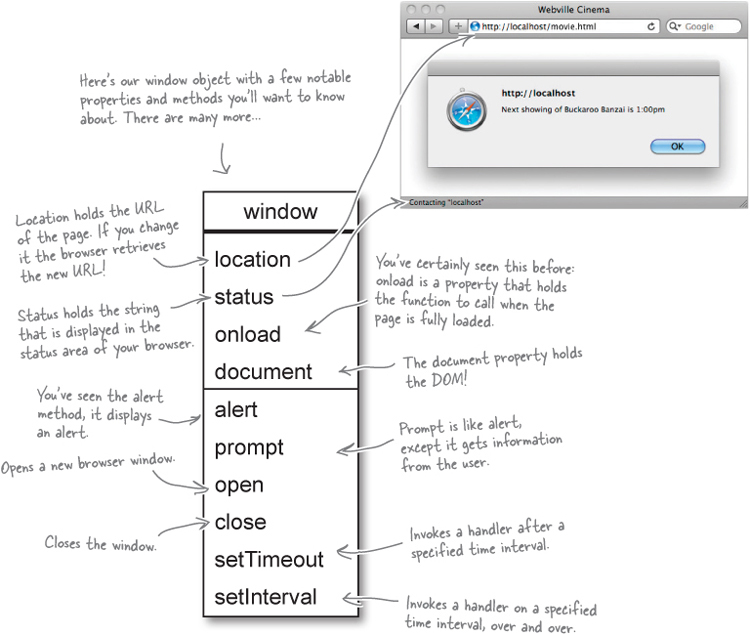 Webville Cinema
http://localhost/movie.html
Google
http://localhost
Next showing of Buckaroo Banzai is 1:00pm
OK
Contacting "localhost"
Here's our window object with a few notable
properties and methods you'll want to know
about. There are many more...
window
Location holds the URL
of the page. If you change
it the browser retrieves
the new URL!
location
Status holds the string
that is displayed in the
status area of your browser.
status
You've certainly seen this before:
onload is a property that holds
the function to call when the
page is fully loaded.
onload
document
The document property holds
the DOM!
You've seen the alert
method, it displays
an alert.
alert
prompt
Prompt is like alert,
except it gets information
from the user.
Opens a new browser window.
open
Closes the window.
close
setTimeout
Invokes a handler after a
specified time interval.
setInterval
Invokes a handler on a specified
time interval, over and over.